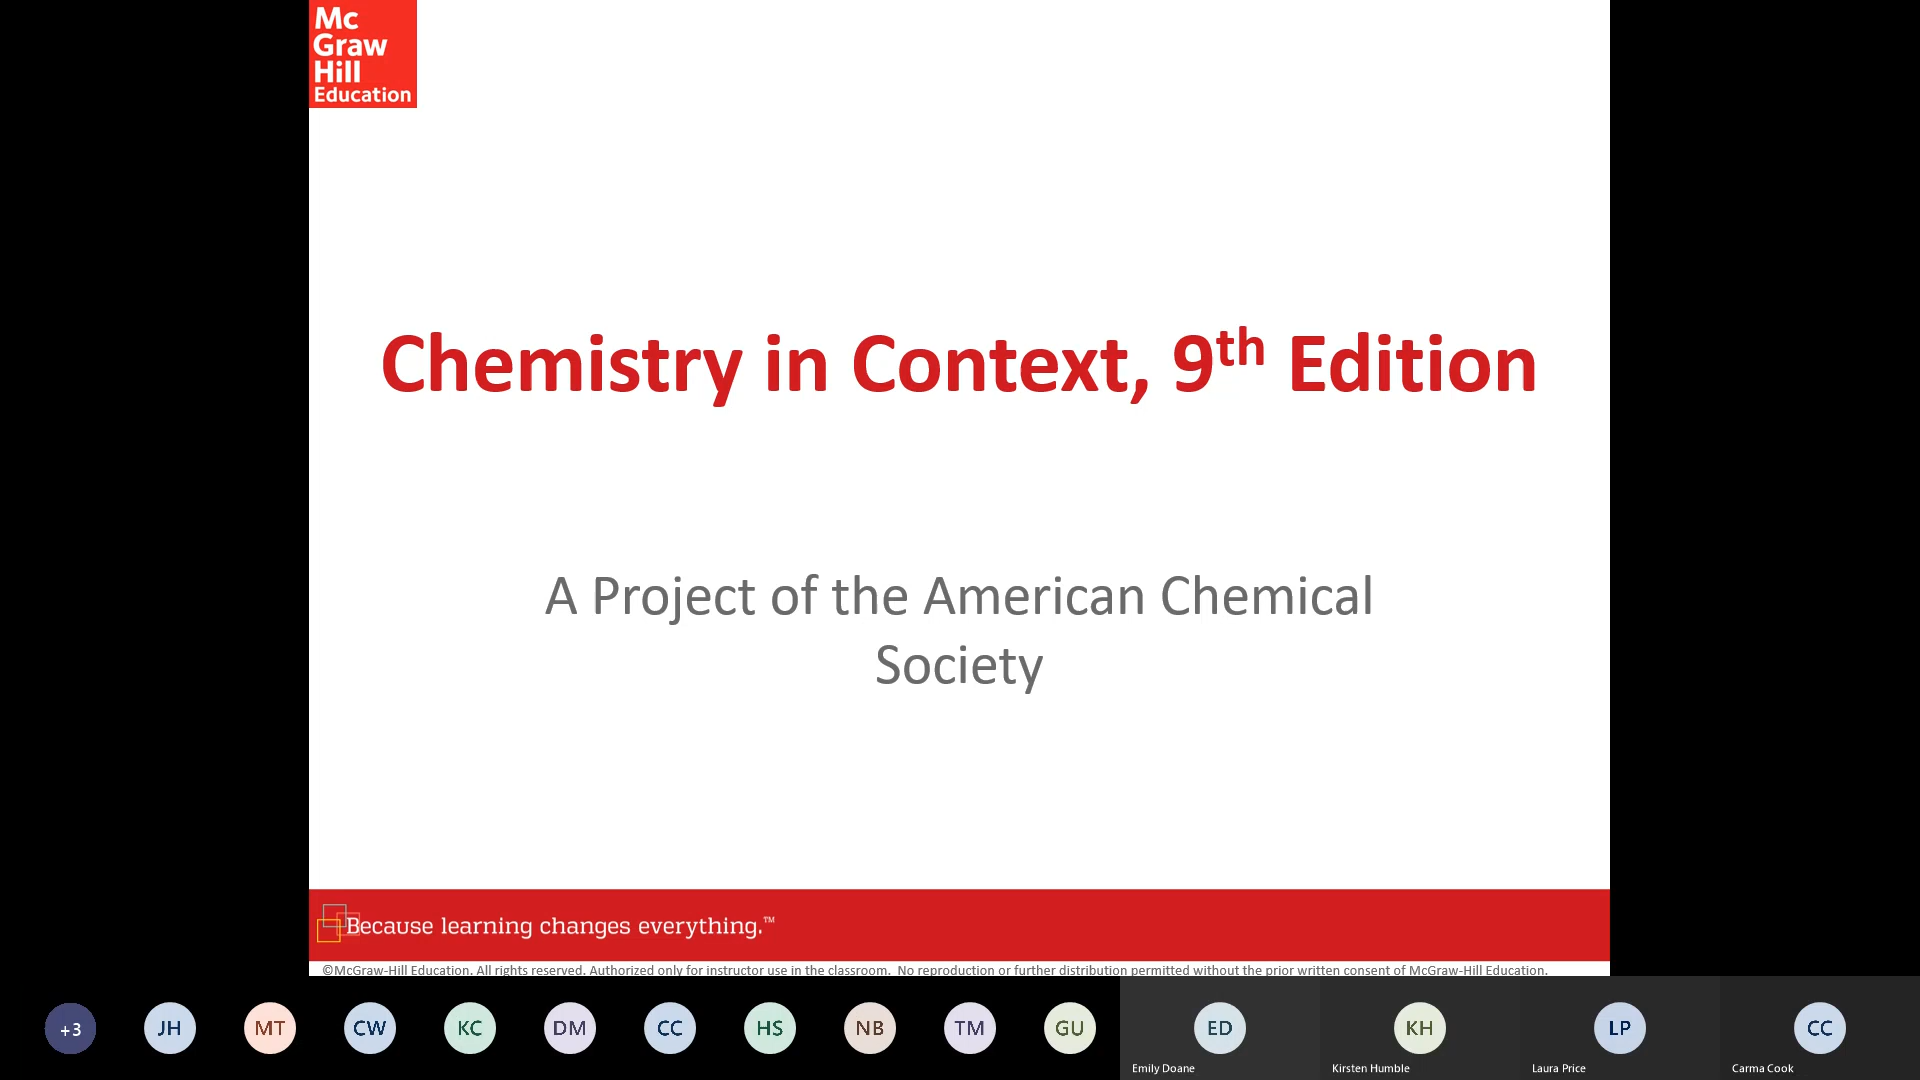 Mc
Graw
Hill
Education
Chemistry in Context, 9th Edition
A Project of the American Chemical
Society
Because learning changes everything.™
©McGraw-Hill Education. All rights reserved. Authorized only for instructor use in the classroom.  No reproduction or further distribution permitted without the prior written consent of McGraw-Hill Education.
+3 JH MT CW KC DM CC HS NB TM GU ED KH LP CC
Emily Doane Kirsten Humble Laura Price Carma Cook